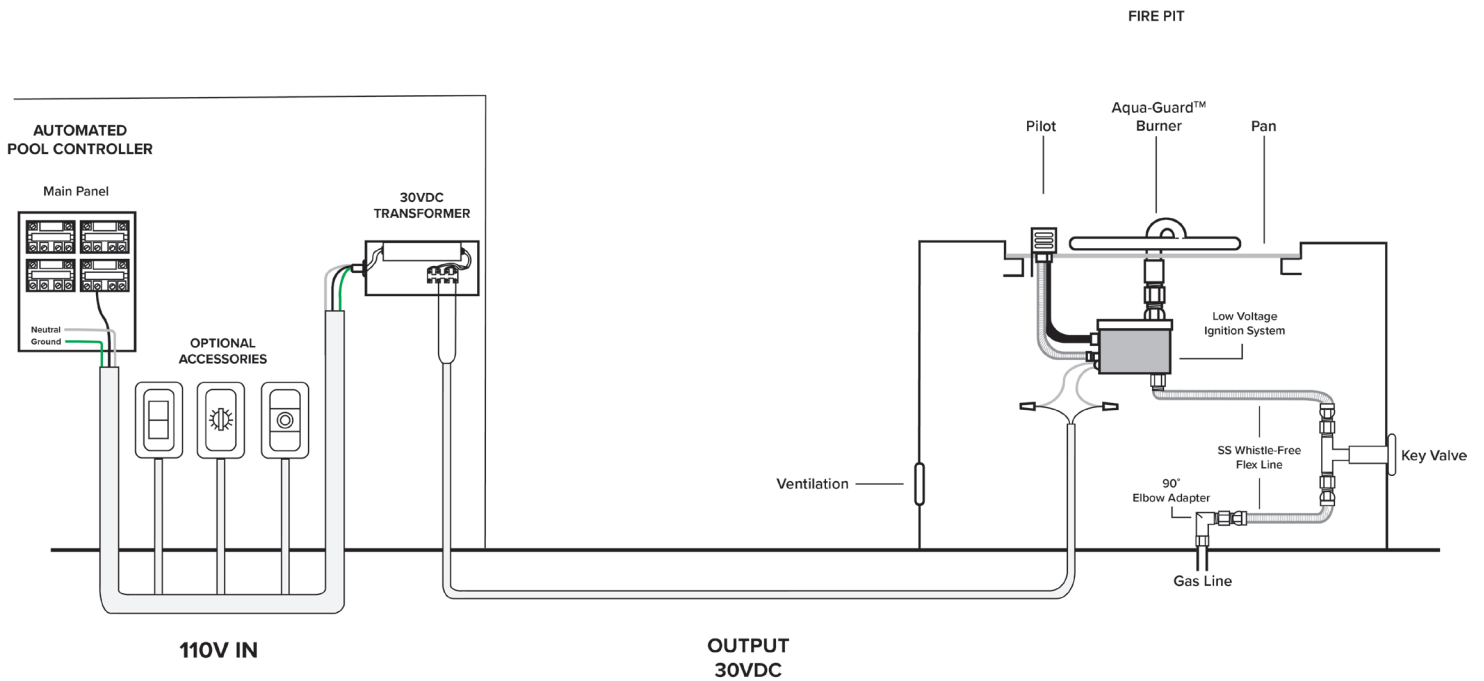 FIRE PIT
AUTOMATED
POOL CONTROLLER
Main Panel
Neutral
Ground
OPTIONAL
ACCESSORIES
30VDC
TRANSFORMER
Pilot
Aqua-Guard™
Burner
Pan
Low Voltage
Ignition System
Ventilation
SS Whistle-Free
Flex Line
Key Valve
90°
Elbow Adapter
Gas Line
110V IN
OUTPUT
30VDC